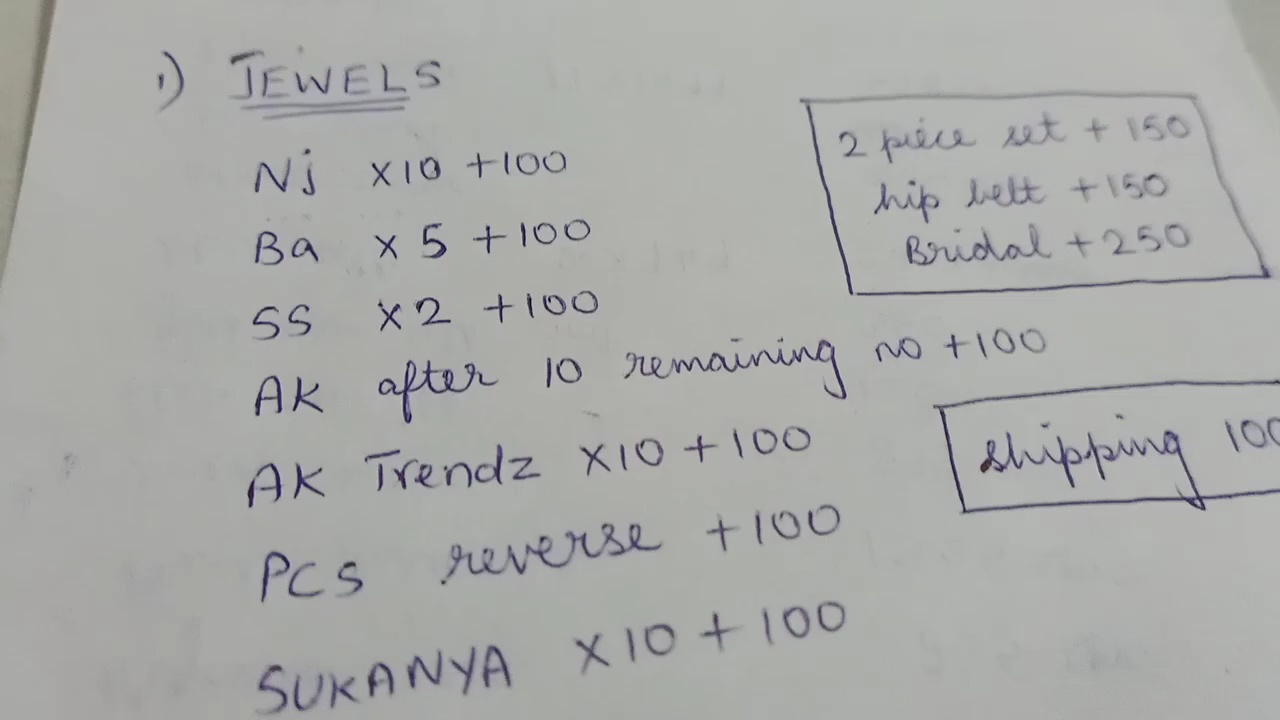 1) JEWELS
Nj x10 +100
Ba x 5 +100
SS x2 +100
AK after 10 remaining no +100
AK Trendz x10 +100
PCS reverse +100
SUKANYA x10 + 100
2 piece set + 150
hip belt +150
Bridal + 250
shipping 100